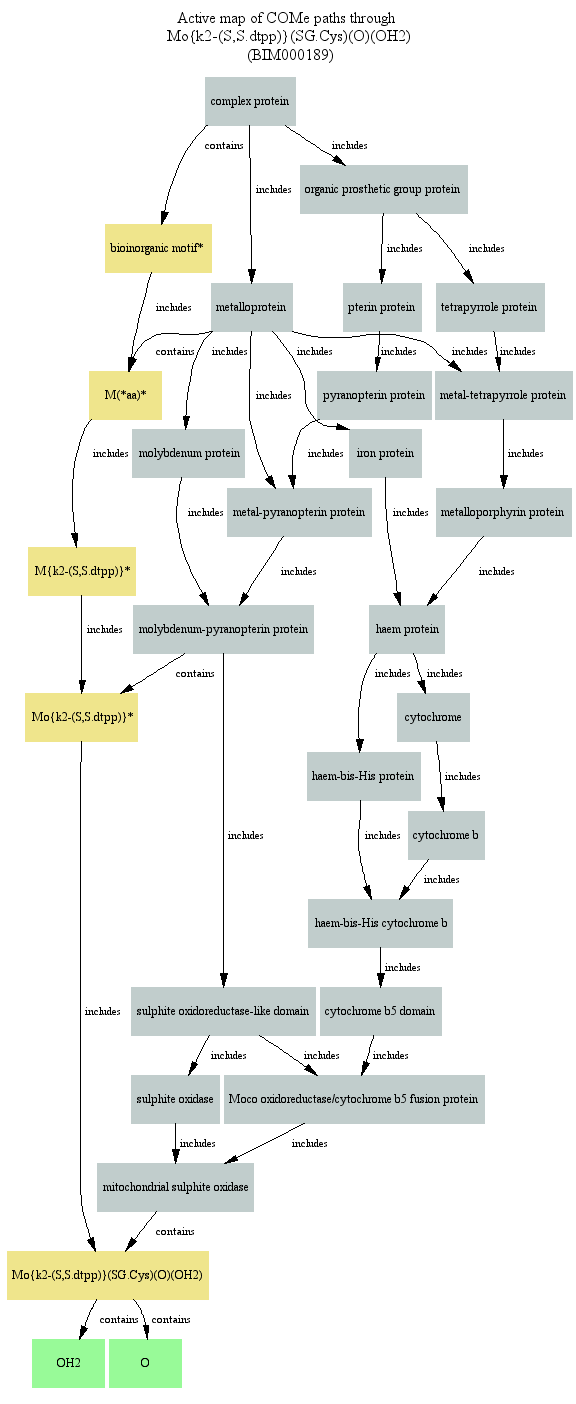 Active map of COMe paths through
Mo{k2-(S,S.dtpp)}(SG.Cys)(O)(OH2)
(BIM000189)
complex protein
contains
includes
includes
organic prosthetic group protein
includes
includes
bioinorganic motif*
includes
metalloprotein
pterin protein
tetrapyrrole protein
contains
includes
includes
includes
includes
includes
includes
M(*aa)*
pyranopterin protein
metal-tetrapyrrole protein
includes
molybdenum protein
includes
iron protein
includes
includes
metal-pyranopterin protein
includes
metalloporphyrin protein
M{k2-(S,S.dtpp)}*
includes
includes
includes
molybdenum-pyranopterin protein
haem protein
contains
includes
includes
Mo{k2-(S,S.dtpp)}*
cytochrome
haem-bis-His protein
includes
includes
includes
cytochrome b
includes
haem-bis-His cytochrome b
includes
includes
sulphite oxidoreductase-like domain
cytochrome b5 domain
includes
includes
includes
sulphite oxidase
Moco oxidoreductase/cytochrome b5 fusion protein
includes
includes
mitochondrial sulphite oxidase
contains
Mo{k2-(S,S.dtpp)}(SG.Cys)(O)(OH2)
contains
contains
OH2
O